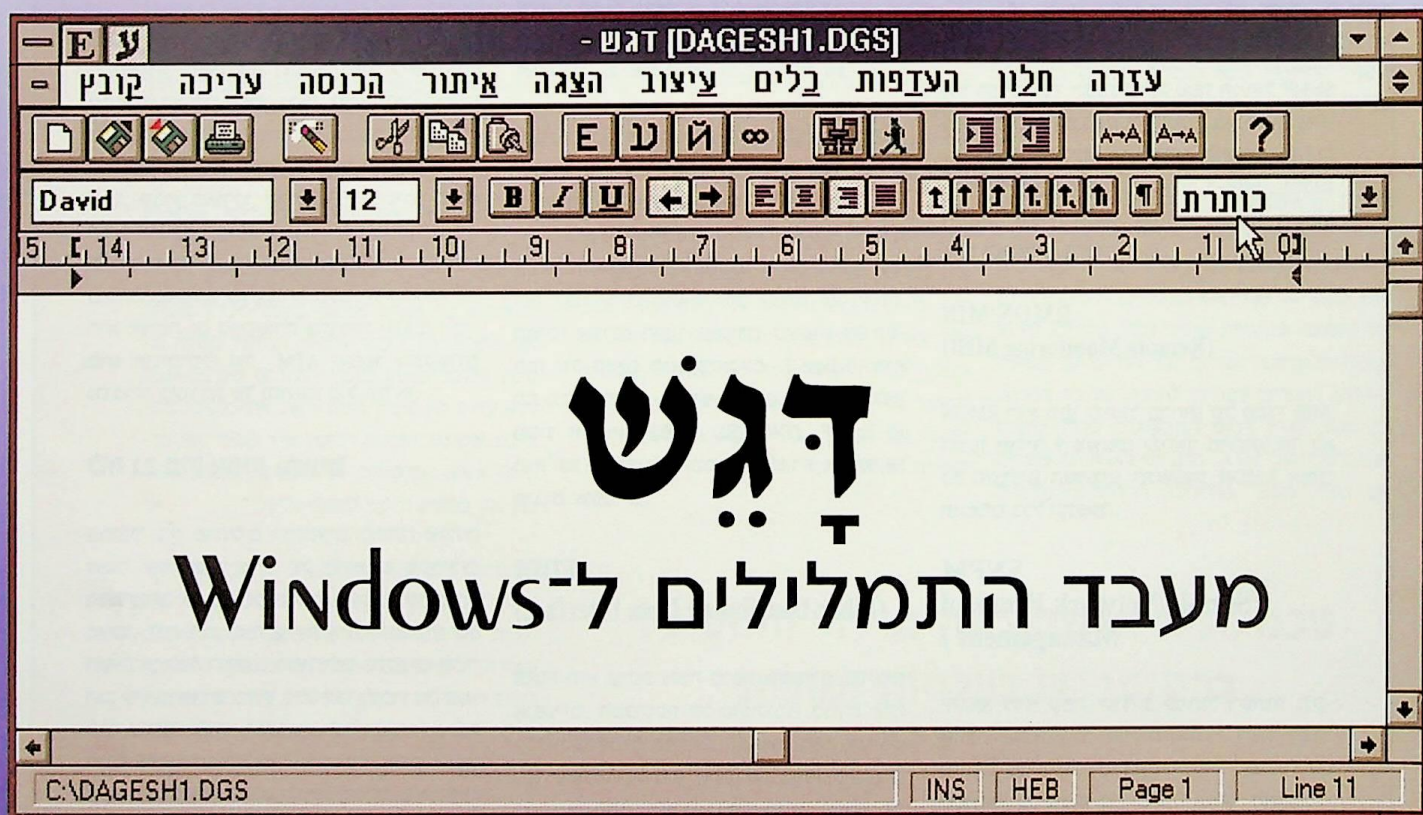 E ע
- דגש [DAGESH1.DGS]
קובץ עריכה הכנסה איתור הצגה עיצוב כלים העדפות חלון עזרה
E ע Й ∞ A→A A→A ?
David 12 B I U ¶ כותרת
15 14 13 12 11 10 9 8 7 6 5 4 3 2 1 0
דָּגֵשׁ
מעבד התמלילים ל־Windows
C:\DAGESH1.DGS INS HEB Page 1 Line 11